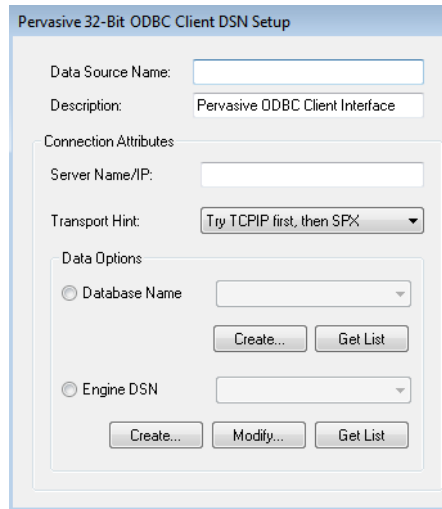 Pervasive 32-Bit ODBC Client DSN Setup
Data Source Name:
Description: Pervasive ODBC Client Interface
Connection Attributes
Server Name/IP:
Transport Hint: Try TCPIP first, then SPX
Data Options
Database Name
Create... Get List
Engine DSN
Create... Modify... Get List